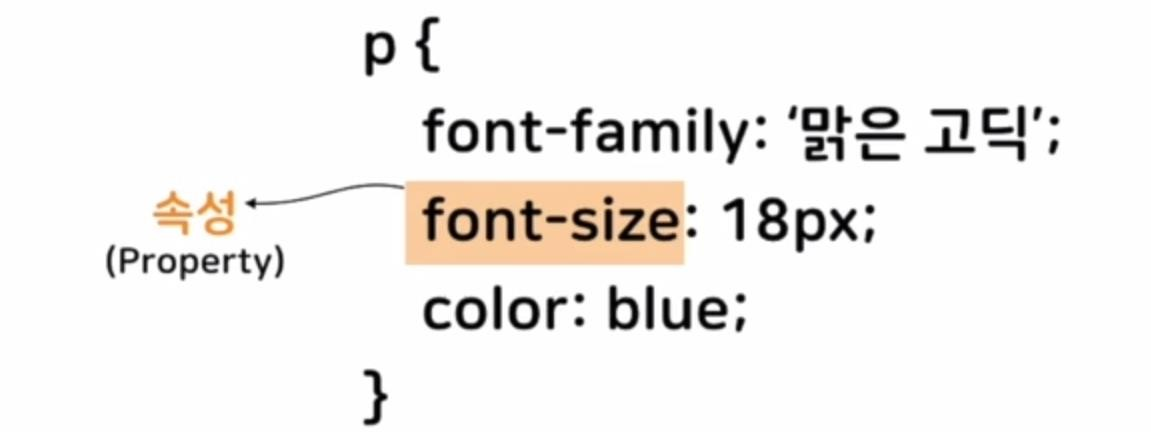 p {
font-family: ‘맑은 고딕’;
속성
(Property)
font-size: 18px;
color: blue;
}